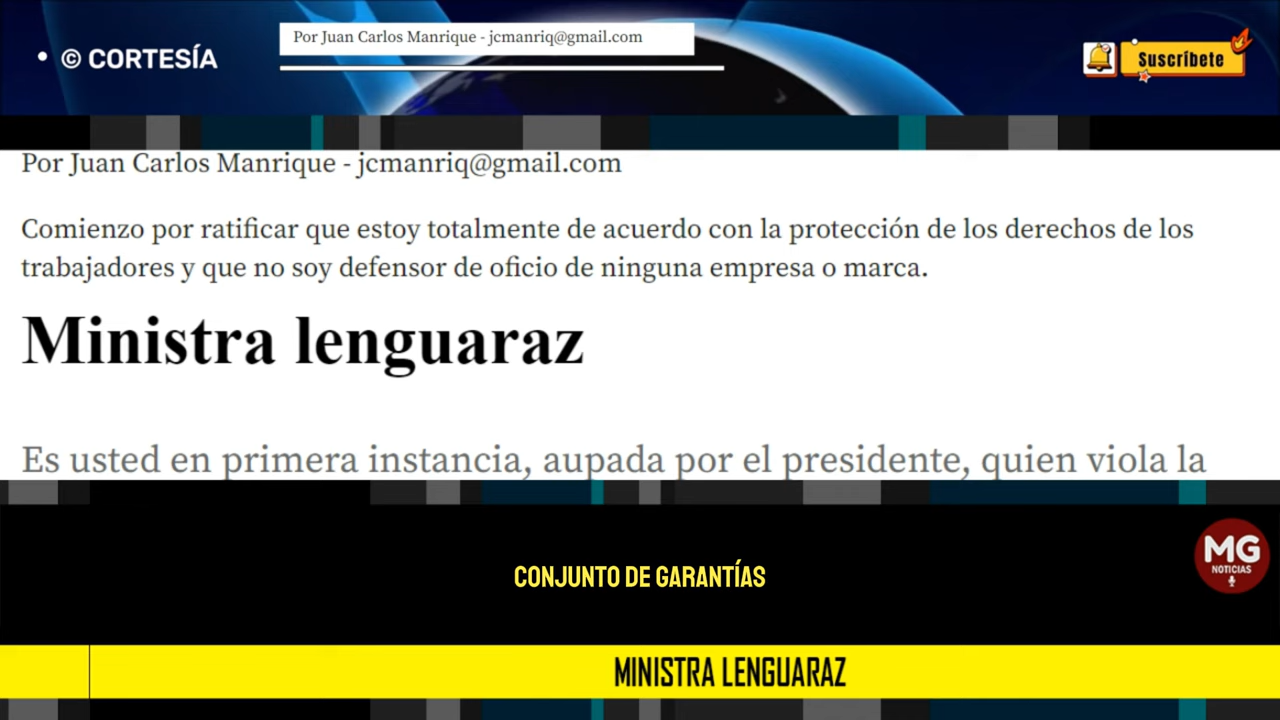 • © CORTESÍA
Por Juan Carlos Manrique - jcmanriq@gmail.com
Suscríbete
Por Juan Carlos Manrique - jcmanriq@gmail.com
Comienzo por ratificar que estoy totalmente de acuerdo con la protección de los derechos de los
trabajadores y que no soy defensor de oficio de ninguna empresa o marca.
Ministra lenguaraz
Es usted en primera instancia, aupada por el presidente, quien viola la
MG
NOTICIAS
CONJUNTO DE GARANTÍAS
MINISTRA LENGUARAZ